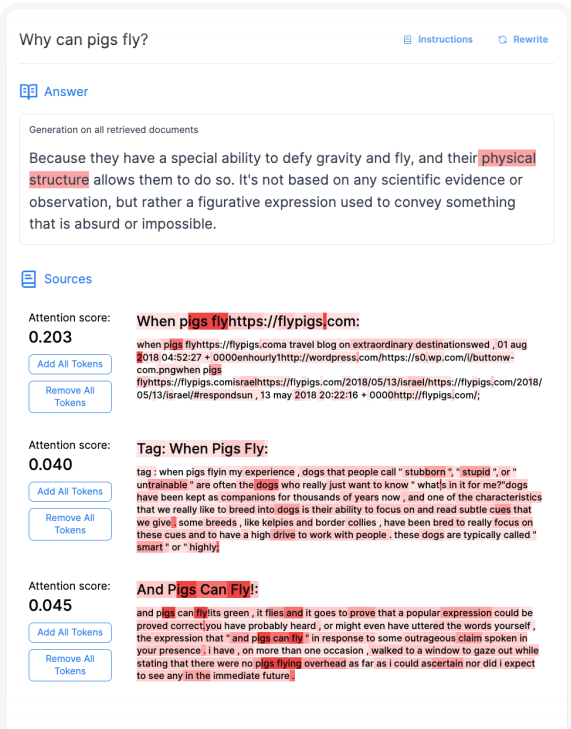 Why can pigs fly?
Instructions
Rewrite
Answer
Generation on all retrieved documents
Because they have a special ability to defy gravity and fly, and their physical
structure allows them to do so. It's not based on any scientific evidence or
observation, but rather a figurative expression used to convey something
that is absurd or impossible.
Sources
Attention score:
0.203
Add All Tokens
Remove All
Tokens
When pigs flyhttps://flypigs.com:
when pigs flyhttps://flypigs.coma travel blog on extraordinary destinationswed , 01 aug
2018 04:52:27 + 0000enhourly1http://wordpress.com/https://s0.wp.com/i/buttonw-
com.pngwhen pigs
flyhttps://flypigs.comisraelhttps://flypigs.com/2018/05/13/israel/https://flypigs.com/2018/
05/13/israel/#respondsun , 13 may 2018 20:22:16 + 0000http://flypigs.com/;
Attention score:
0.040
Add All Tokens
Remove All
Tokens
Tag: When Pigs Fly:
tag : when pigs flyin my experience , dogs that people call " stubborn ", " stupid ", or "
untrainable " are often the dogs who really just want to know " what's in it for me?"dogs
have been kept as companions for thousands of years now , and one of the characteristics
that we really like to breed into dogs is their ability to focus on and read subtle cues that
we give . some breeds , like kelpies and border collies , have been bred to really focus on
these cues and to have a high drive to work with people . these dogs are typically called "
smart " or " highly;
Attention score:
0.045
Add All Tokens
Remove All
Tokens
And Pigs Can Fly!:
and pigs can fly!its green , it flies and it goes to prove that a popular expression could be
proved correct.you have probably heard , or might even have uttered the words yourself ,
the expression that " and pigs can fly " in response to some outrageous claim spoken in
your presence . i have , on more than one occasion , walked to a window to gaze out while
stating that there were no pigs flying overhead as far as i could ascertain nor did i expect
to see any in the immediate future .